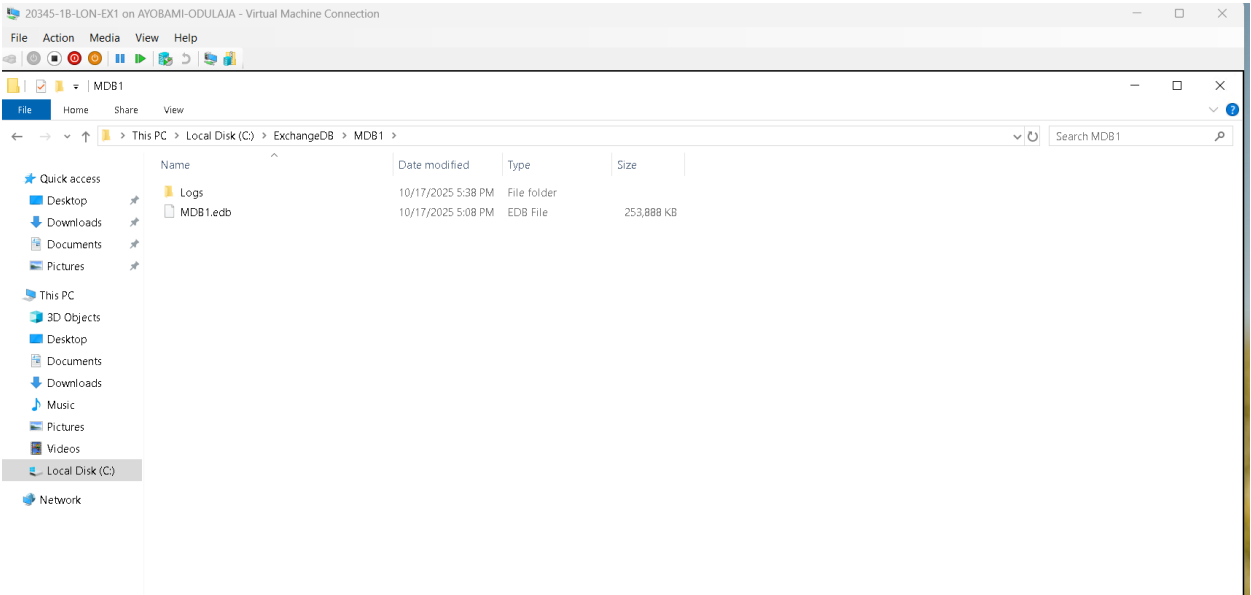 20345-1B-LON-EX1 on AYOBAMI-ODULAJA - Virtual Machine Connection
File Action Media View Help
MDB1
File Home Share View
This PC > Local Disk (C:) > ExchangeDB > MDB1 >
Search MDB1
Name Date modified Type Size
Quick access
Logs 10/17/2025 5:38 PM File folder
Desktop
MDB1.edb 10/17/2025 5:08 PM EDB File 253,888 KB
Downloads
Documents
Pictures
This PC
3D Objects
Desktop
Documents
Downloads
Music
Pictures
Videos
Local Disk (C:)
Network